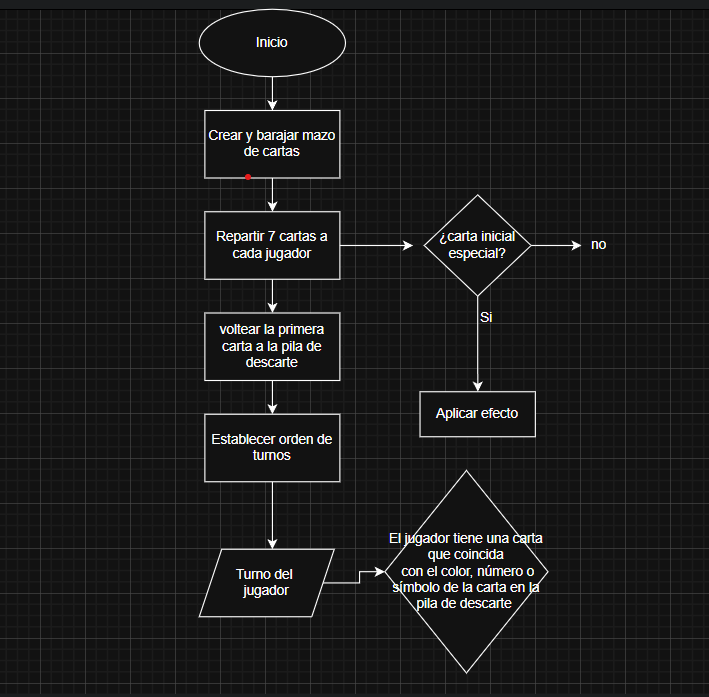 Inicio
Crear y barajar mazo
de cartas
Repartir 7 cartas a
cada jugador
¿carta inicial
especial?
no
Si
voltear la primera
carta a la pila de
descarte
Aplicar efecto
Establecer orden de
turnos
Turno del
jugador
El jugador tiene una carta
que coincida
con el color, número o
símbolo de la carta en la
pila de descarte